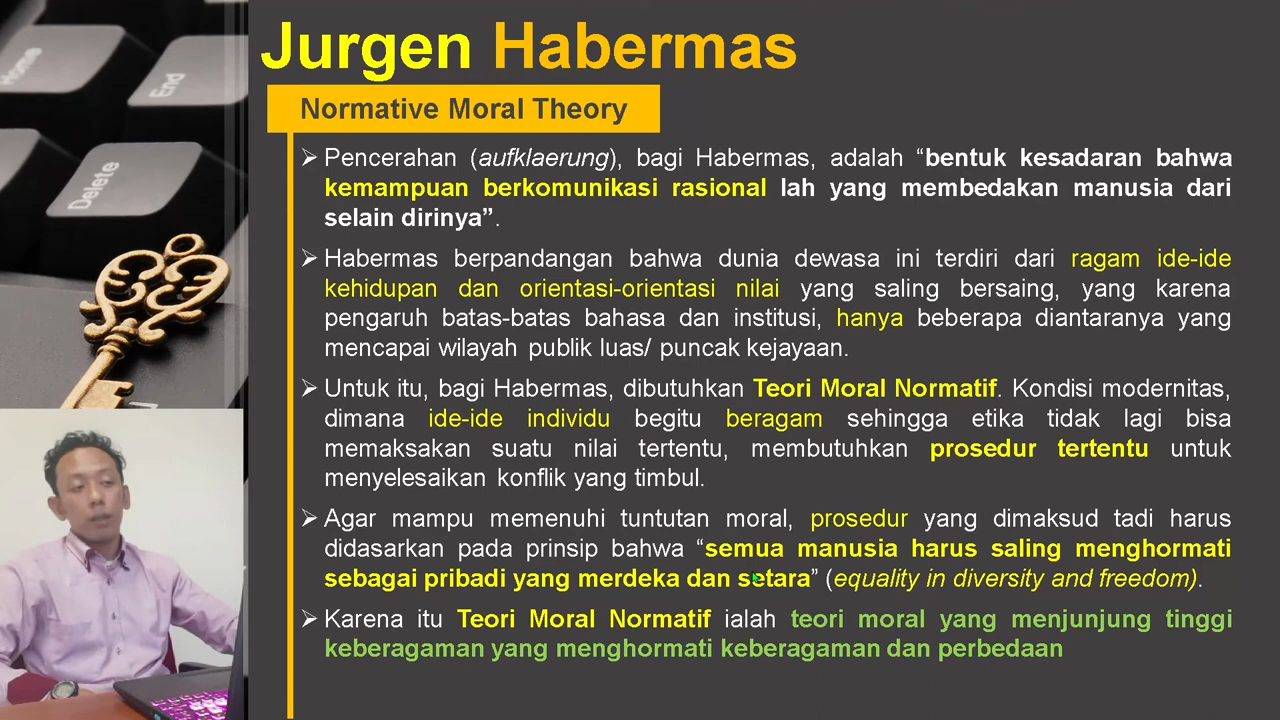 Home
End
Delete
Jurgen Habermas
Normative Moral Theory
➢ Pencerahan (aufklaerung), bagi Habermas, adalah “bentuk kesadaran bahwa
kemampuan berkomunikasi rasional lah yang membedakan manusia dari
selain dirinya”.
➢ Habermas berpandangan bahwa dunia dewasa ini terdiri dari ragam ide-ide
kehidupan dan orientasi-orientasi nilai yang saling bersaing, yang karena
pengaruh batas-batas bahasa dan institusi, hanya beberapa diantaranya yang
mencapai wilayah publik luas/ puncak kejayaan.
➢ Untuk itu, bagi Habermas, dibutuhkan Teori Moral Normatif. Kondisi modernitas,
dimana ide-ide individu begitu beragam sehingga etika tidak lagi bisa
memaksakan suatu nilai tertentu, membutuhkan prosedur tertentu untuk
menyelesaikan konflik yang timbul.
➢ Agar mampu memenuhi tuntutan moral, prosedur yang dimaksud tadi harus
didasarkan pada prinsip bahwa “semua manusia harus saling menghormati
sebagai pribadi yang merdeka dan setara” (equality in diversity and freedom).
➢ Karena itu Teori Moral Normatif ialah teori moral yang menjunjung tinggi
keberagaman yang menghormati keberagaman dan perbedaan